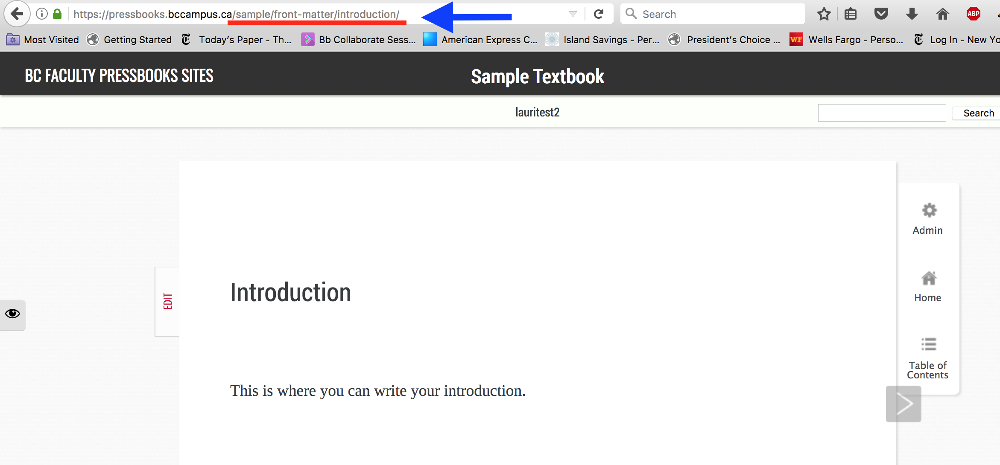 https://pressbooks.bccampus.ca/sample/front-matter/introduction/
Search
ABP
Most Visited
Getting Started
Today's Paper - Th...
Bb Collaborate Sess...
American Express C...
Island Savings - Per...
President's Choice ...
WF
Wells Fargo - Perso...
Log In - New Yo
BC FACULTY PRESSBOOKS SITES
Sample Textbook
lauritest2
Search
Admin
EDIT
Introduction
Home
Table of
Contents
This is where you can write your introduction.